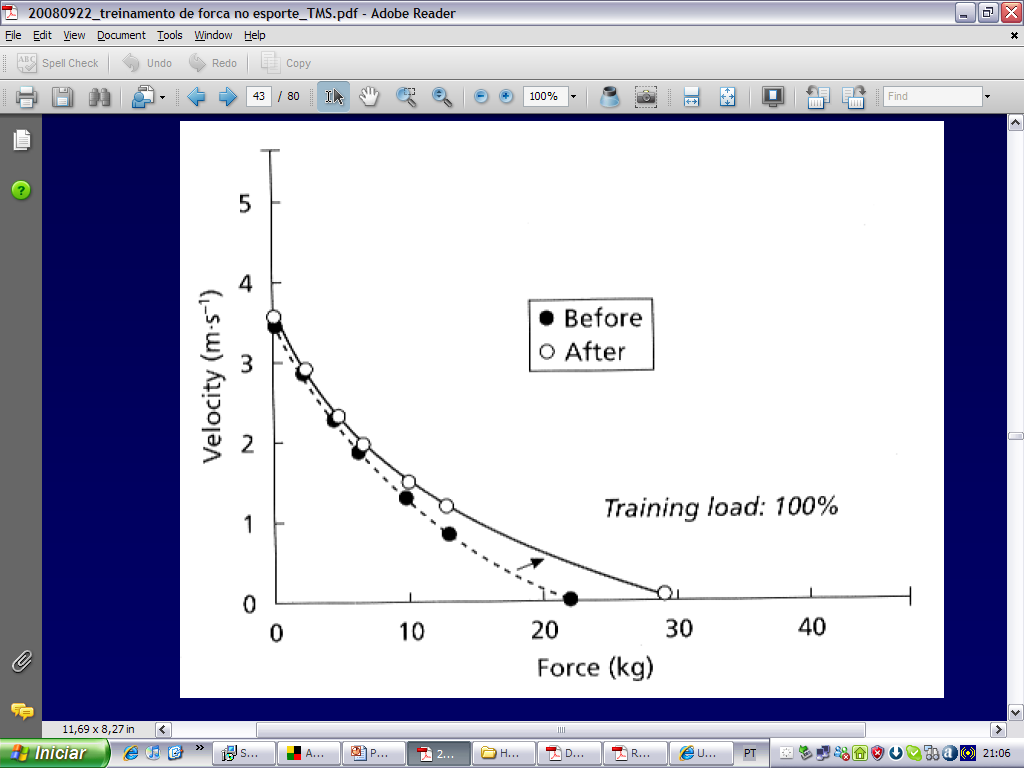 20080922_treinamento de forca no esporte_TMS.pdf - Adobe Reader
File Edit View Document Tools Window Help
Spell Check Undo Redo Copy
43 / 80 100% Find
5
4
3
2
1
0
Velocity (m·s⁻¹)
Before
After
Training load: 100%
0 10 20 30 40
Force (kg)
11,69 x 8,27 in
Iniciar » S... A... P... 2... H... D... R... U... PT 21:06